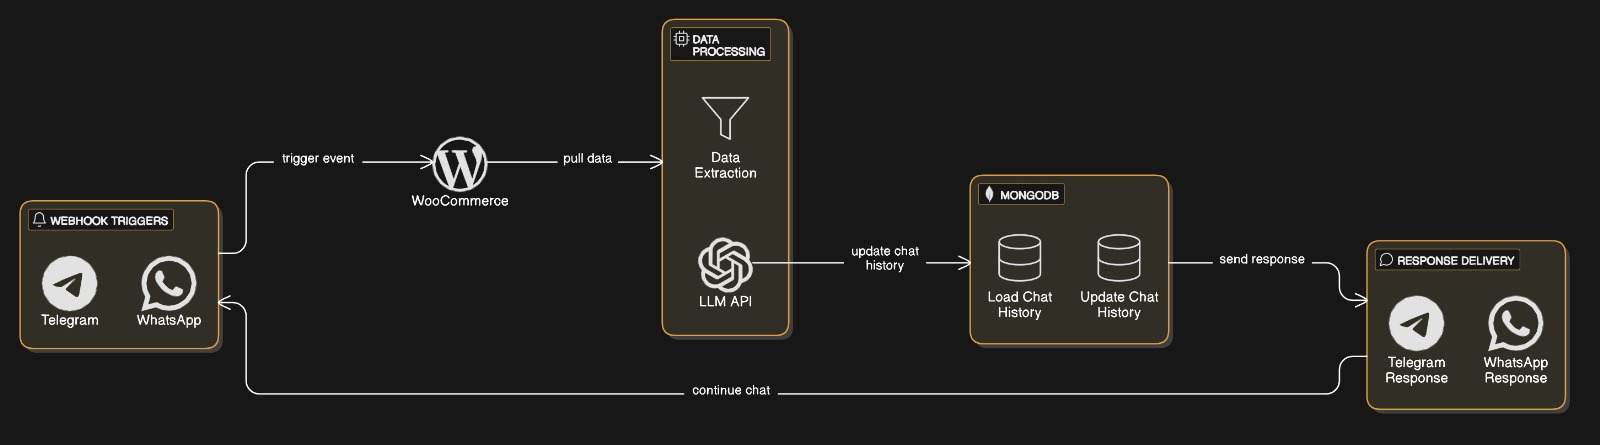 WEBHOOK TRIGGERS
Telegram
WhatsApp
trigger event
WooCommerce
pull data
DATA
PROCESSING
Data
Extraction
LLM API
update chat
history
MONGODB
Load Chat
History
Update Chat
History
send response
RESPONSE DELIVERY
Telegram
Response
WhatsApp
Response
continue chat